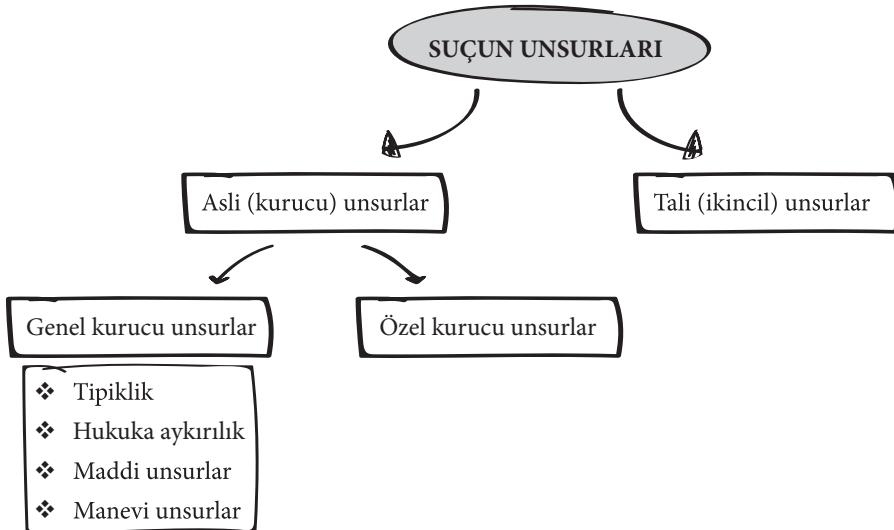 SUÇUN UNSURLARI
Asli (kurucu) unsurlar
Tali (ikincil) unsurlar
Genel kurucu unsurlar
Özel kurucu unsurlar
❖ Tipiklik
❖ Hukuka aykırılık
❖ Maddi unsurlar
❖ Manevi unsurlar